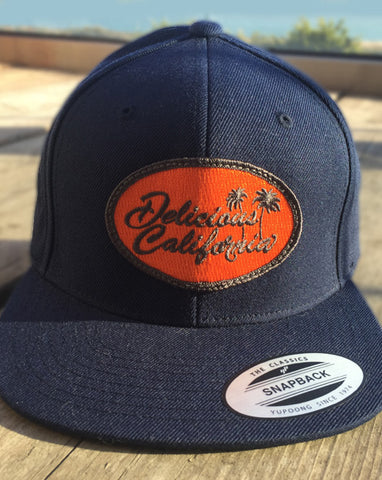 Delicious
California
THE CLASSICS
SNAPBACK
YUPOONG SINCE 1974